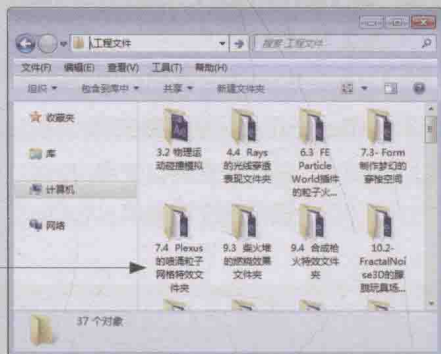 \工程文件
搜索 工程文件
文件(F) 编辑(E) 查看(V) 工具(T) 帮助(H)
组织 包含到库中 共享 新建文件夹
收藏夹
库
计算机
网络
3.2 物理运
动碰撞模拟
4.4 Rays
的光线穿透
表现文件夹
6.3 FE
Particle
World插件
的粒子火...
7.3- Form
制作梦幻的
穿梭空间
7.4 Plexus
的喷涌粒子
网格特效文
件夹
9.3 柴火堆
的燃烧效果
文件夹
9.4 合成枪
火特效文件
夹
10.2-
FractalNoi
se3D的朦
胧玩具场...
37 个对象